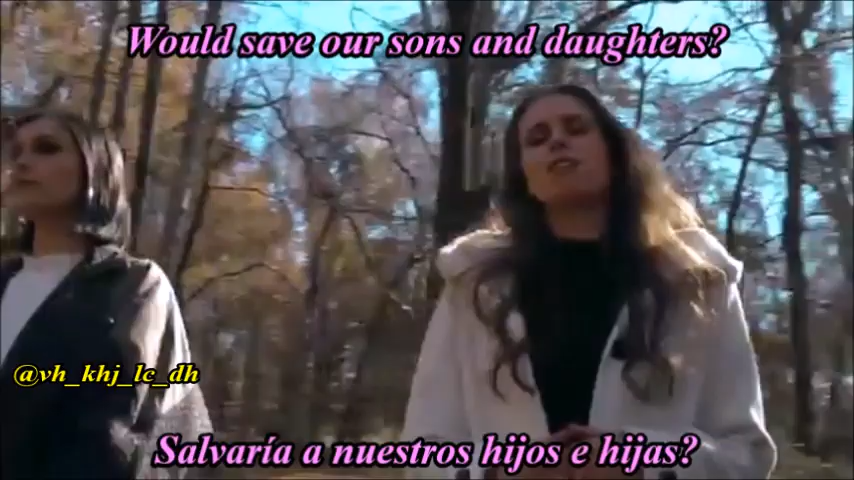 Would save our sons and daughters?
@vh_khj_lc_dh
Salvaría a nuestros hijos e hijas?